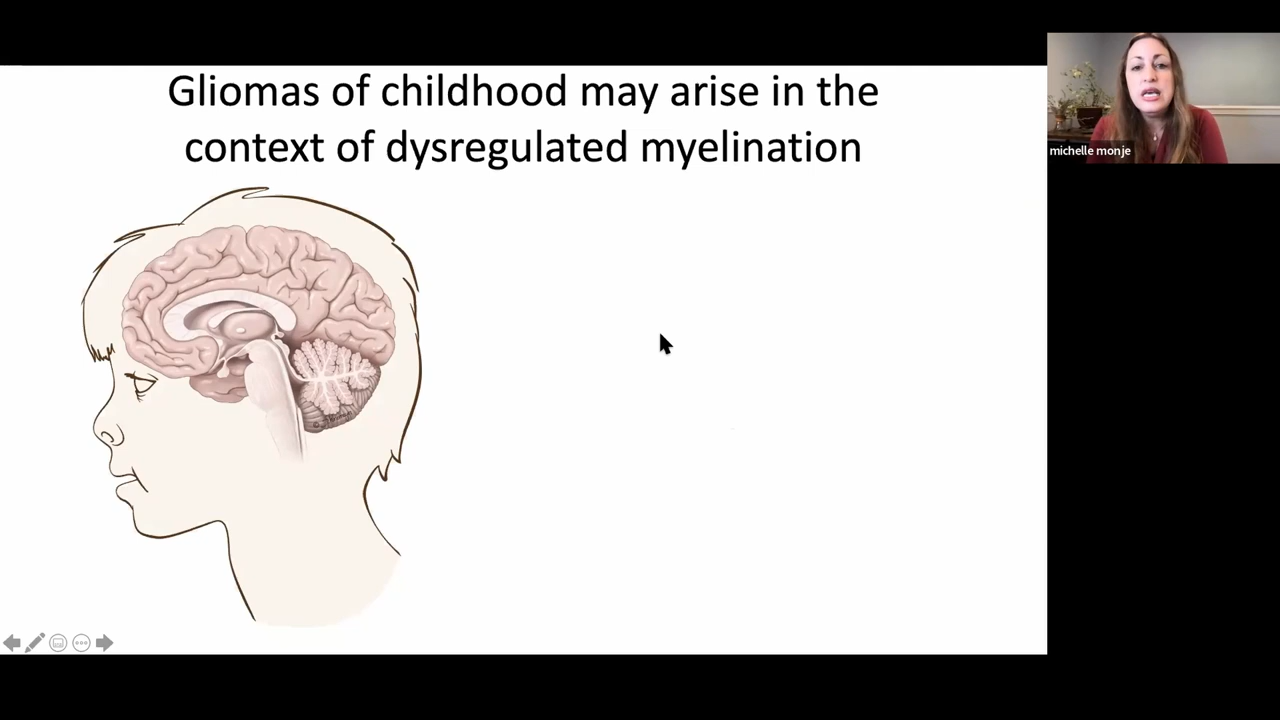 Gliomas of childhood may arise in the
context of dysregulated myelination
michelle monje